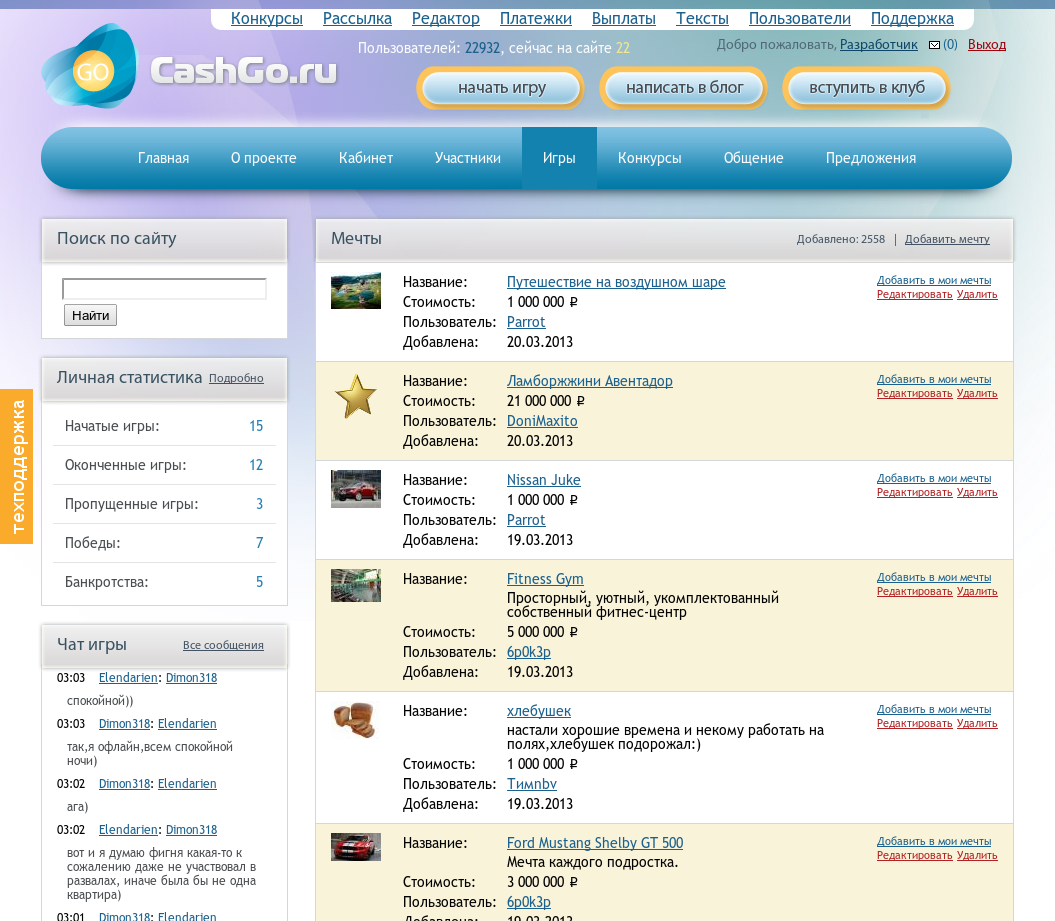 Конкурсы Рассылка Редактор Платежки Выплаты Тексты Пользователи Поддержка
Пользователей: 22932, сейчас на сайте 22
Добро пожаловать, Разработчик (0) Выход
GO CashGo.ru
начать игру написать в блог вступить в клуб
Главная О проекте Кабинет Участники Игры Конкурсы Общение Предложения
техподдержка
Поиск по сайту
Найти
Личная статистика Подробно
Начатые игры: 15
Оконченные игры: 12
Пропущенные игры: 3
Победы: 7
Банкротства: 5
Чат игры Все сообщения
03:03 Elendarien: Dimon318
спокойной))
03:03 Dimon318: Elendarien
так,я офлайн,всем спокойной
ночи)
03:02 Dimon318: Elendarien
ага)
03:02 Elendarien: Dimon318
вот и я думаю фигня какая-то к
сожалению даже не участвовал в
развалах, иначе была бы не одна
квартира)
03:01 Dimon318: Elendarien
Мечты Добавлено: 2558 | Добавить мечту
Название: Путешествие на воздушном шаре
Стоимость: 1 000 000 ₽
Пользователь: Parrot
Добавлена: 20.03.2013
Добавить в мои мечты
Редактировать Удалить
Название: Ламборжжини Авентадор
Стоимость: 21 000 000 ₽
Пользователь: DoniMaxito
Добавлена: 20.03.2013
Добавить в мои мечты
Редактировать Удалить
Название: Nissan Juke
Стоимость: 1 000 000 ₽
Пользователь: Parrot
Добавлена: 19.03.2013
Добавить в мои мечты
Редактировать Удалить
Название: Fitness Gym
Просторный, уютный, укомплектованный
собственный фитнес-центр
Стоимость: 5 000 000 ₽
Пользователь: 6p0k3p
Добавлена: 19.03.2013
Добавить в мои мечты
Редактировать Удалить
Название: хлебушек
настали хорошие времена и некому работать на
полях,хлебушек подорожал:)
Стоимость: 1 000 000 ₽
Пользователь: Тимnbv
Добавлена: 19.03.2013
Добавить в мои мечты
Редактировать Удалить
Название: Ford Mustang Shelby GT 500
Мечта каждого подростка.
Стоимость: 3 000 000 ₽
Пользователь: 6p0k3p
Добавлена: 19.03.2013
Добавить в мои мечты
Редактировать Удалить